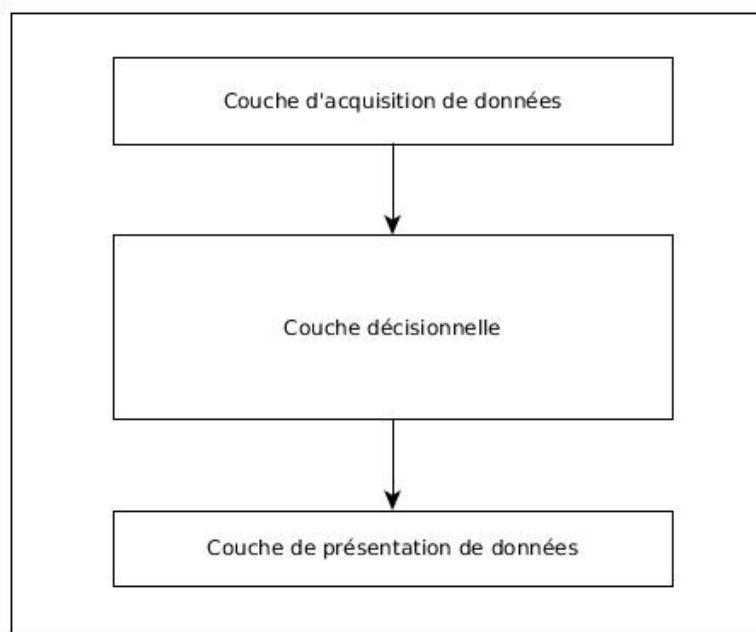 Couche d'acquisition de données
Couche décisionnelle
Couche de présentation de données